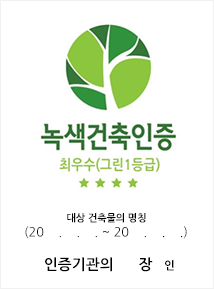 녹색건축인증
최우수(그린1등급)
대상 건축물의 명칭
(20 . . . ~ 20 . . .)
인증기관의 장 인